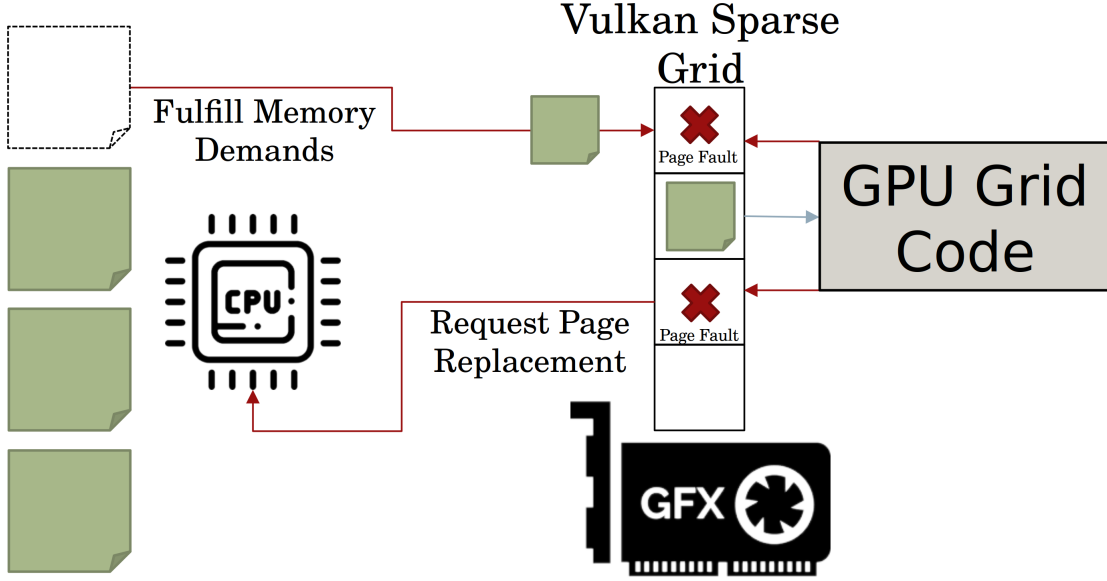 Vulkan Sparse
Grid
Fulfill Memory
Demands
Page Fault
GPU Grid
Code
CPU
Request Page
Replacement
Page Fault
GFX